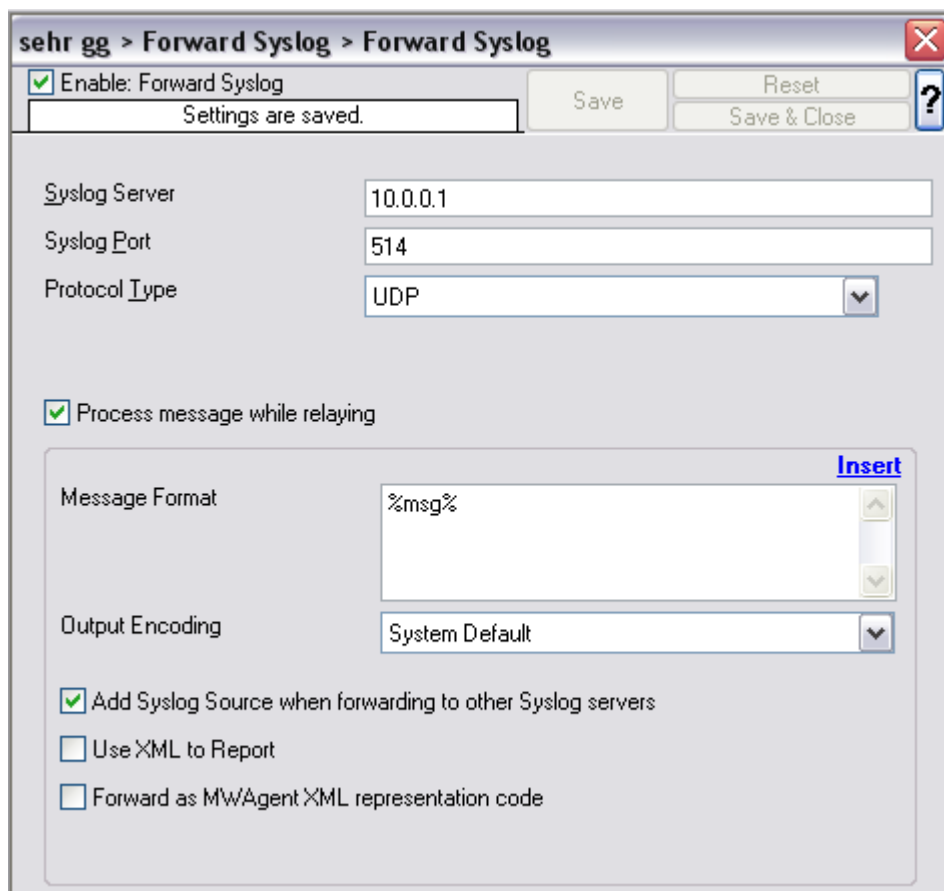 sehr gg > Forward Syslog > Forward Syslog
Enable: Forward Syslog
Settings are saved.
Save
Reset
Save & Close
?
Syslog Server
10.0.0.1
Syslog Port
514
Protocol Type
UDP
Process message while relaying
Insert
Message Format
%msg%
Output Encoding
System Default
Add Syslog Source when forwarding to other Syslog servers
Use XML to Report
Forward as MWAgent XML representation code